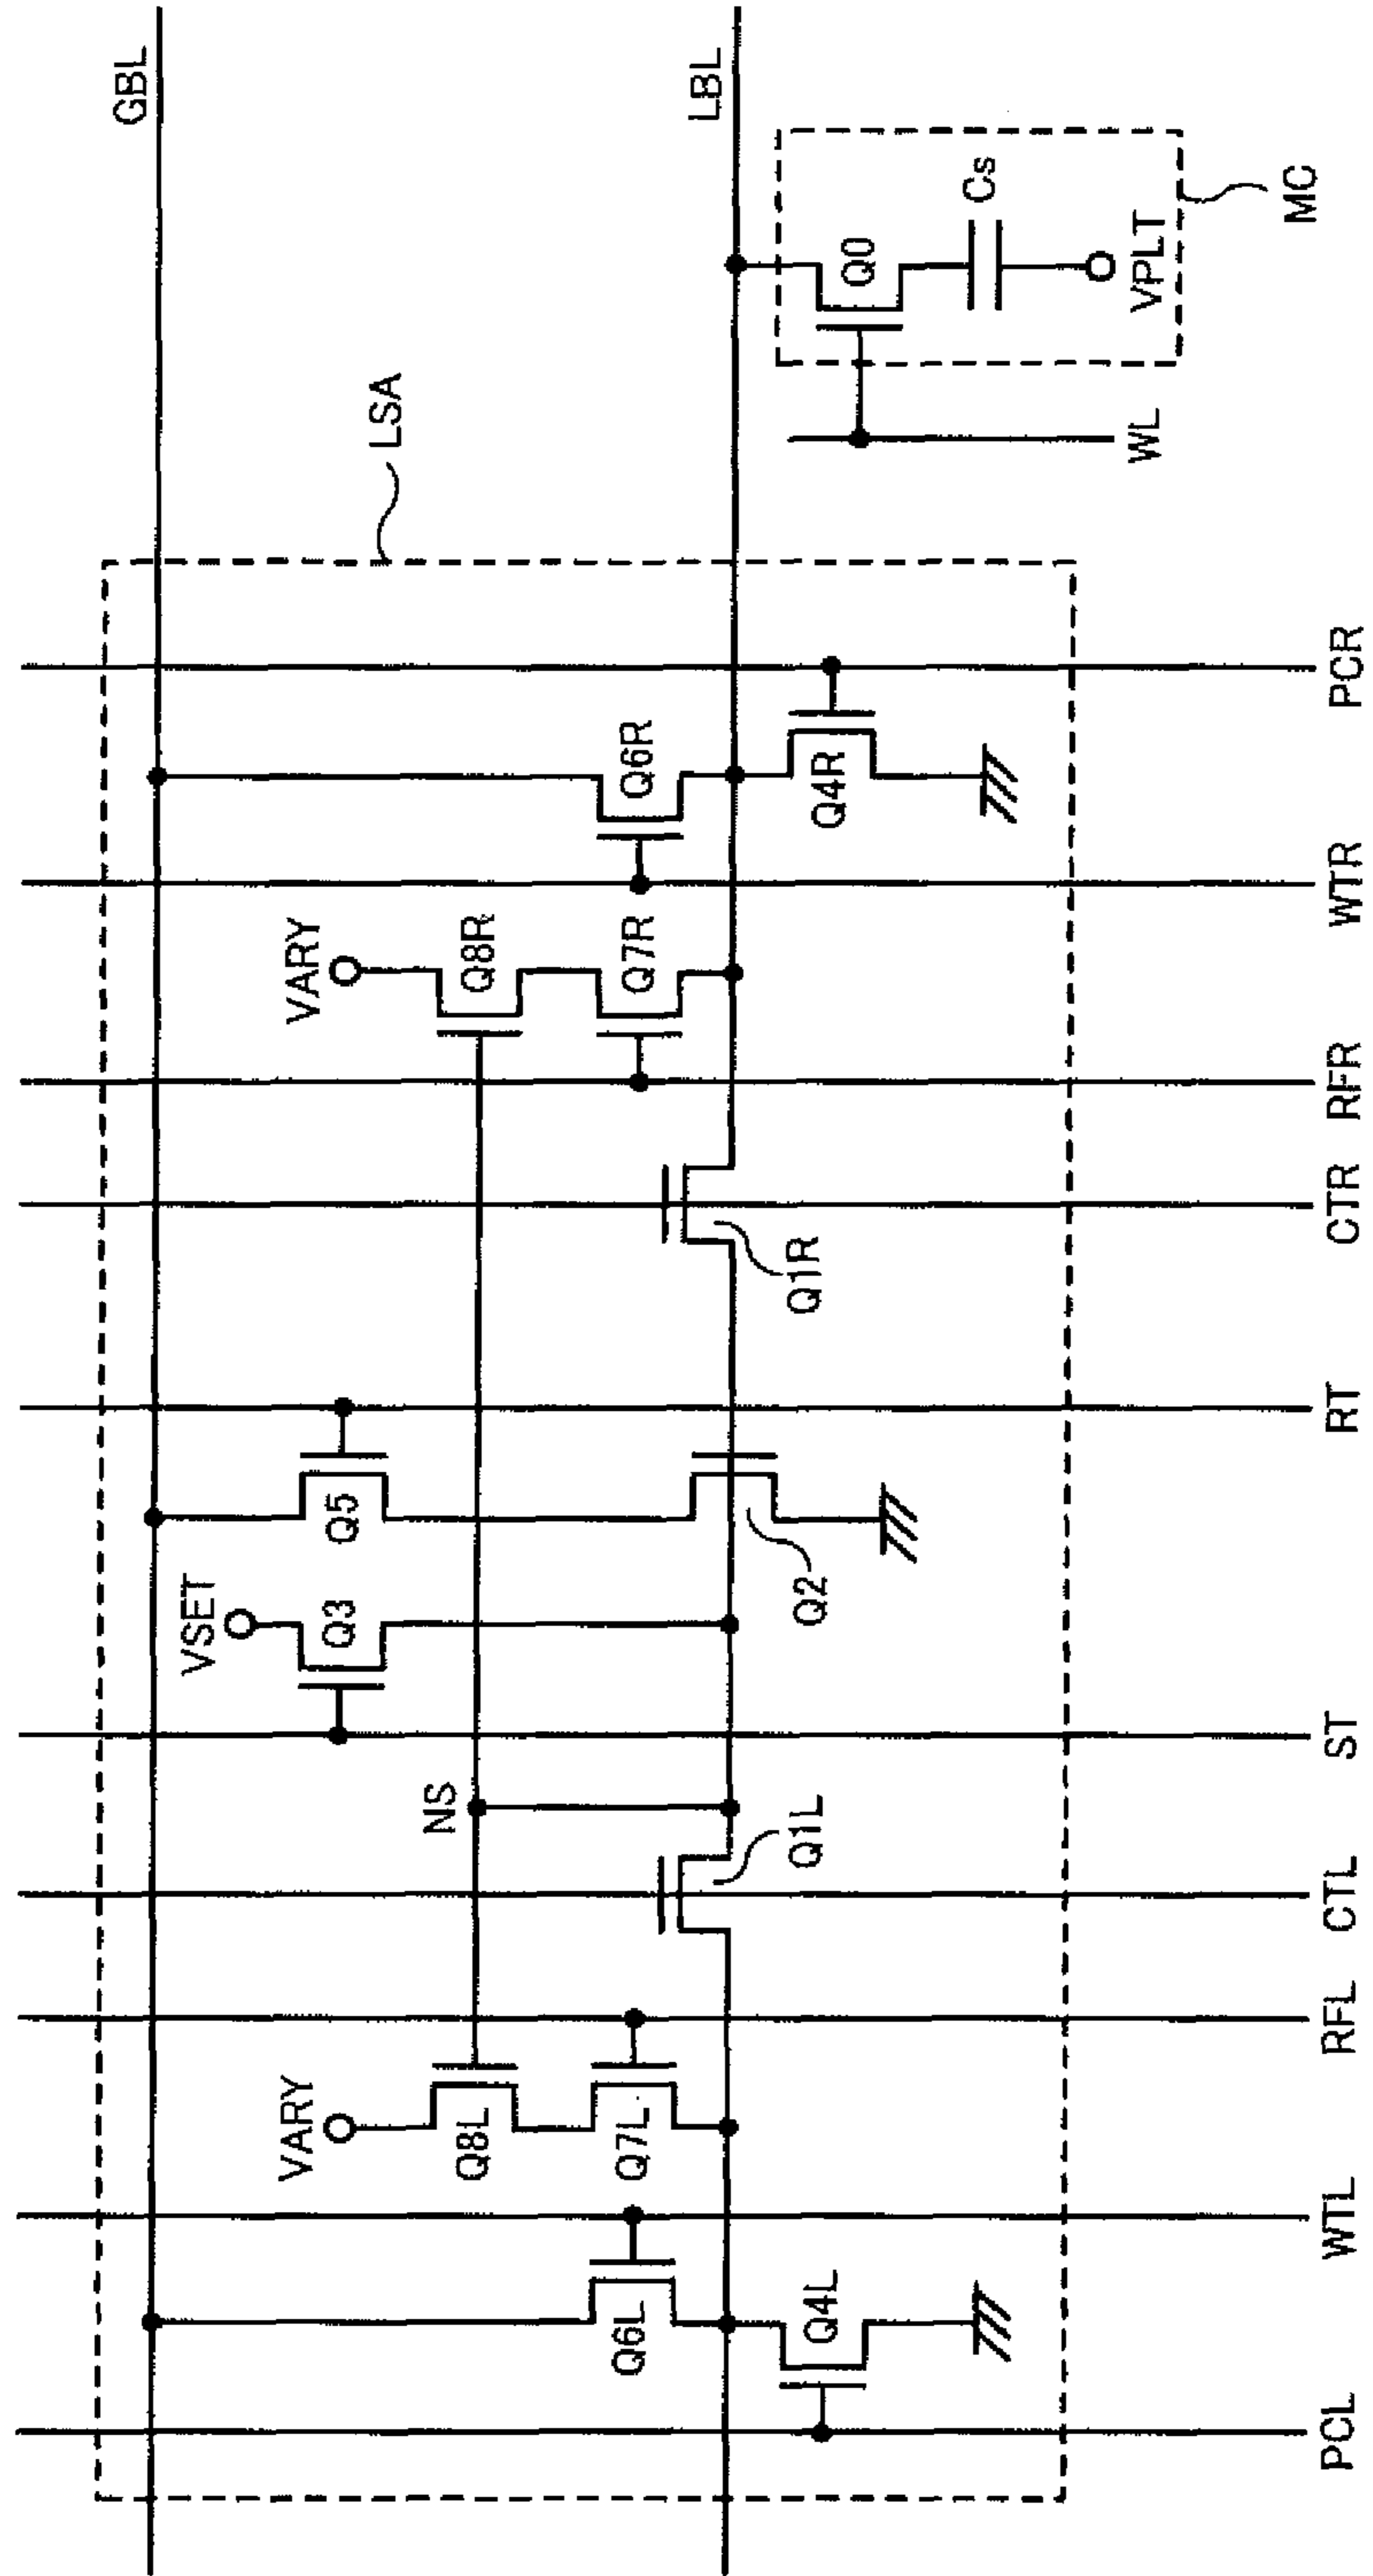 GBL
LBL
LSA
MC
Cs
Q0
VPLT
WL
VARY
VSET
VARY
Q8L
Q7L
Q6L
Q4L
NS
Q1L
Q3
Q5
Q2
Q1R
Q8R
Q7R
Q6R
Q4R
PCL
WTL
RFL
CTL
ST
RT
CTR
RFR
WTR
PCR